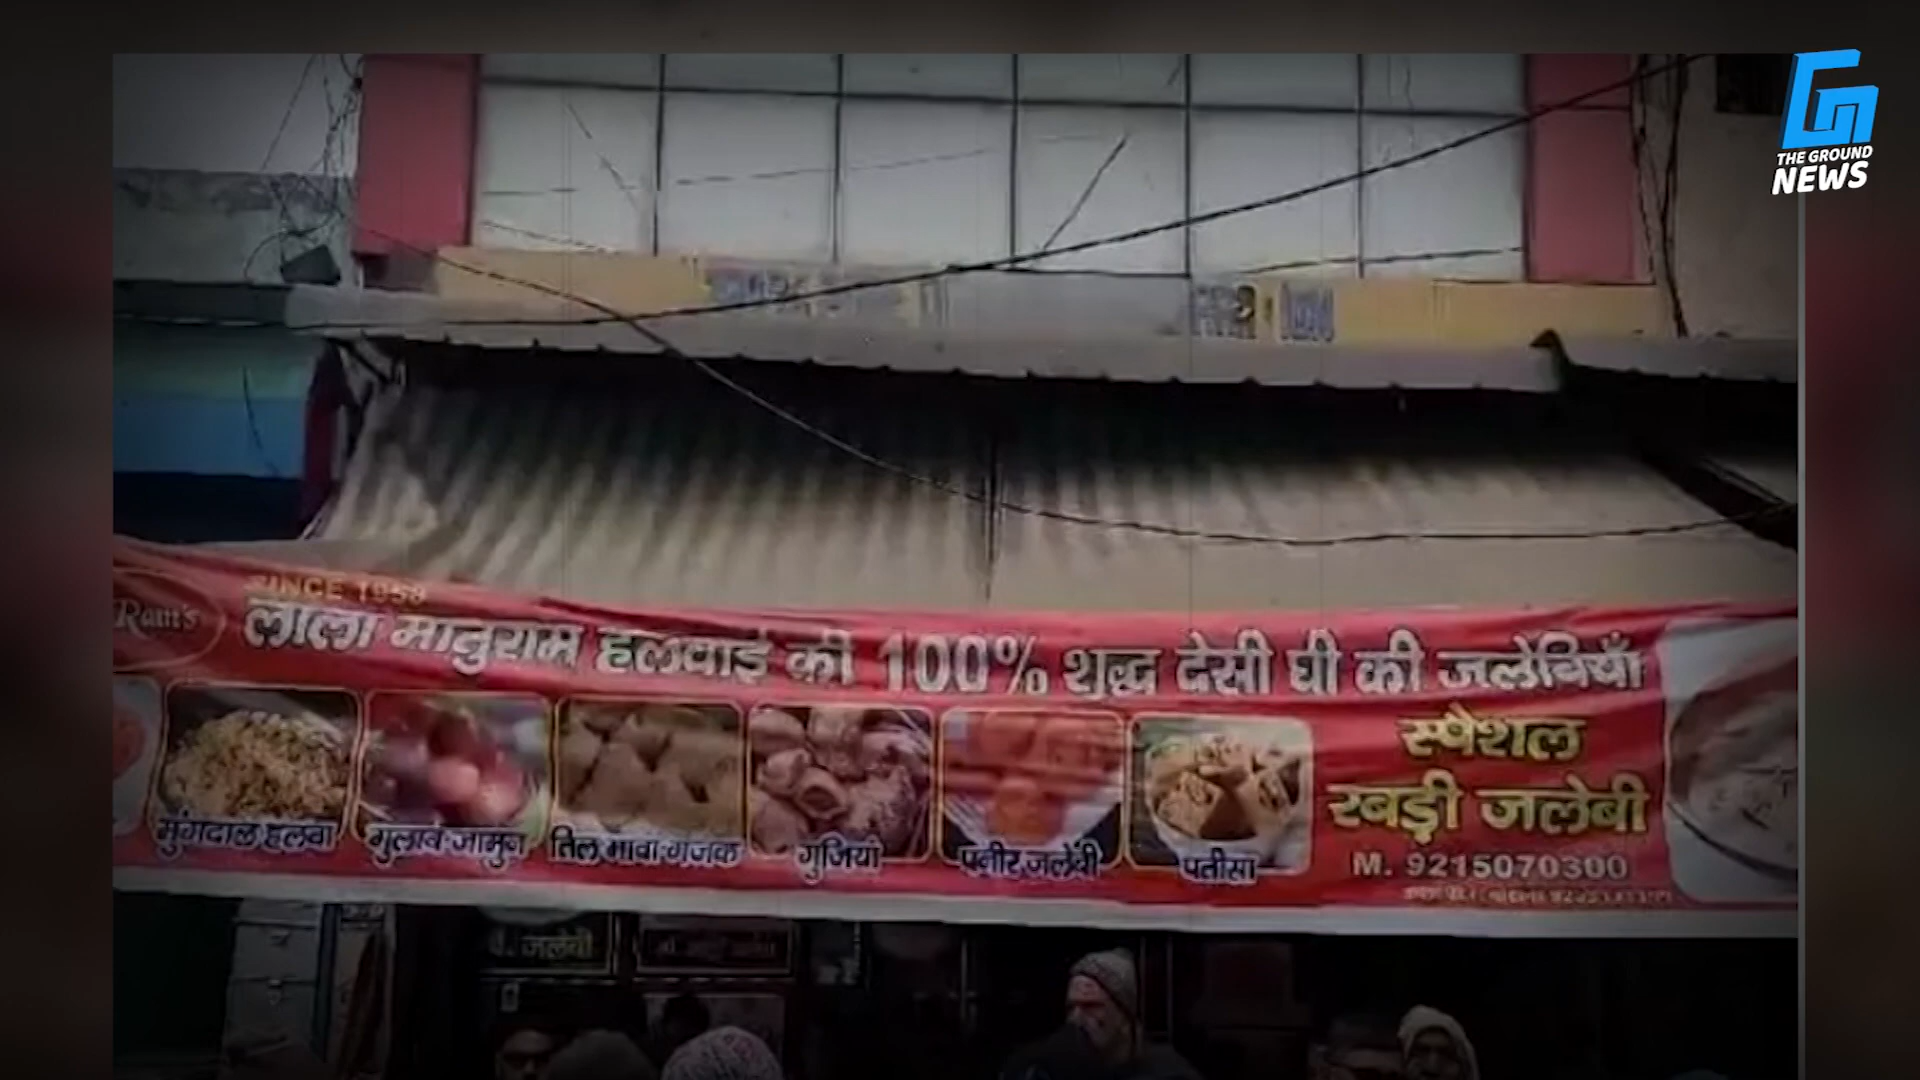 THE GROUND
NEWS
SINCE 1958
Ram's
लाला मातुराम हलवाई की 100% शुद्ध देसी घी की जलेबियाँ
मुंगदाल हलवा
गुलाब जामुन
तिल मावा गजक
गुजिया
पनीर जलेबी
पतीसा
स्पेशल
रबड़ी जलेबी
M. 9215070300
जलेबी